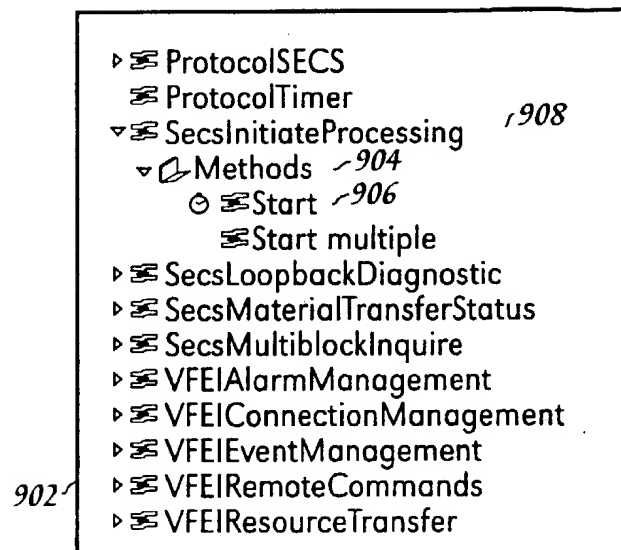 ProtocolSECS
ProtocolTimer
SecsInitiateProcessing 908
Methods 904
Start 906
Start multiple
SecsLoopbackDiagnostic
SecsMaterialTransferStatus
SecsMultiblockInquire
VFEIAlarmManagement
VFEIConnectionManagement
VFEIEventManagement
902 VFEIRemoteCommands
VFEIResourceTransfer